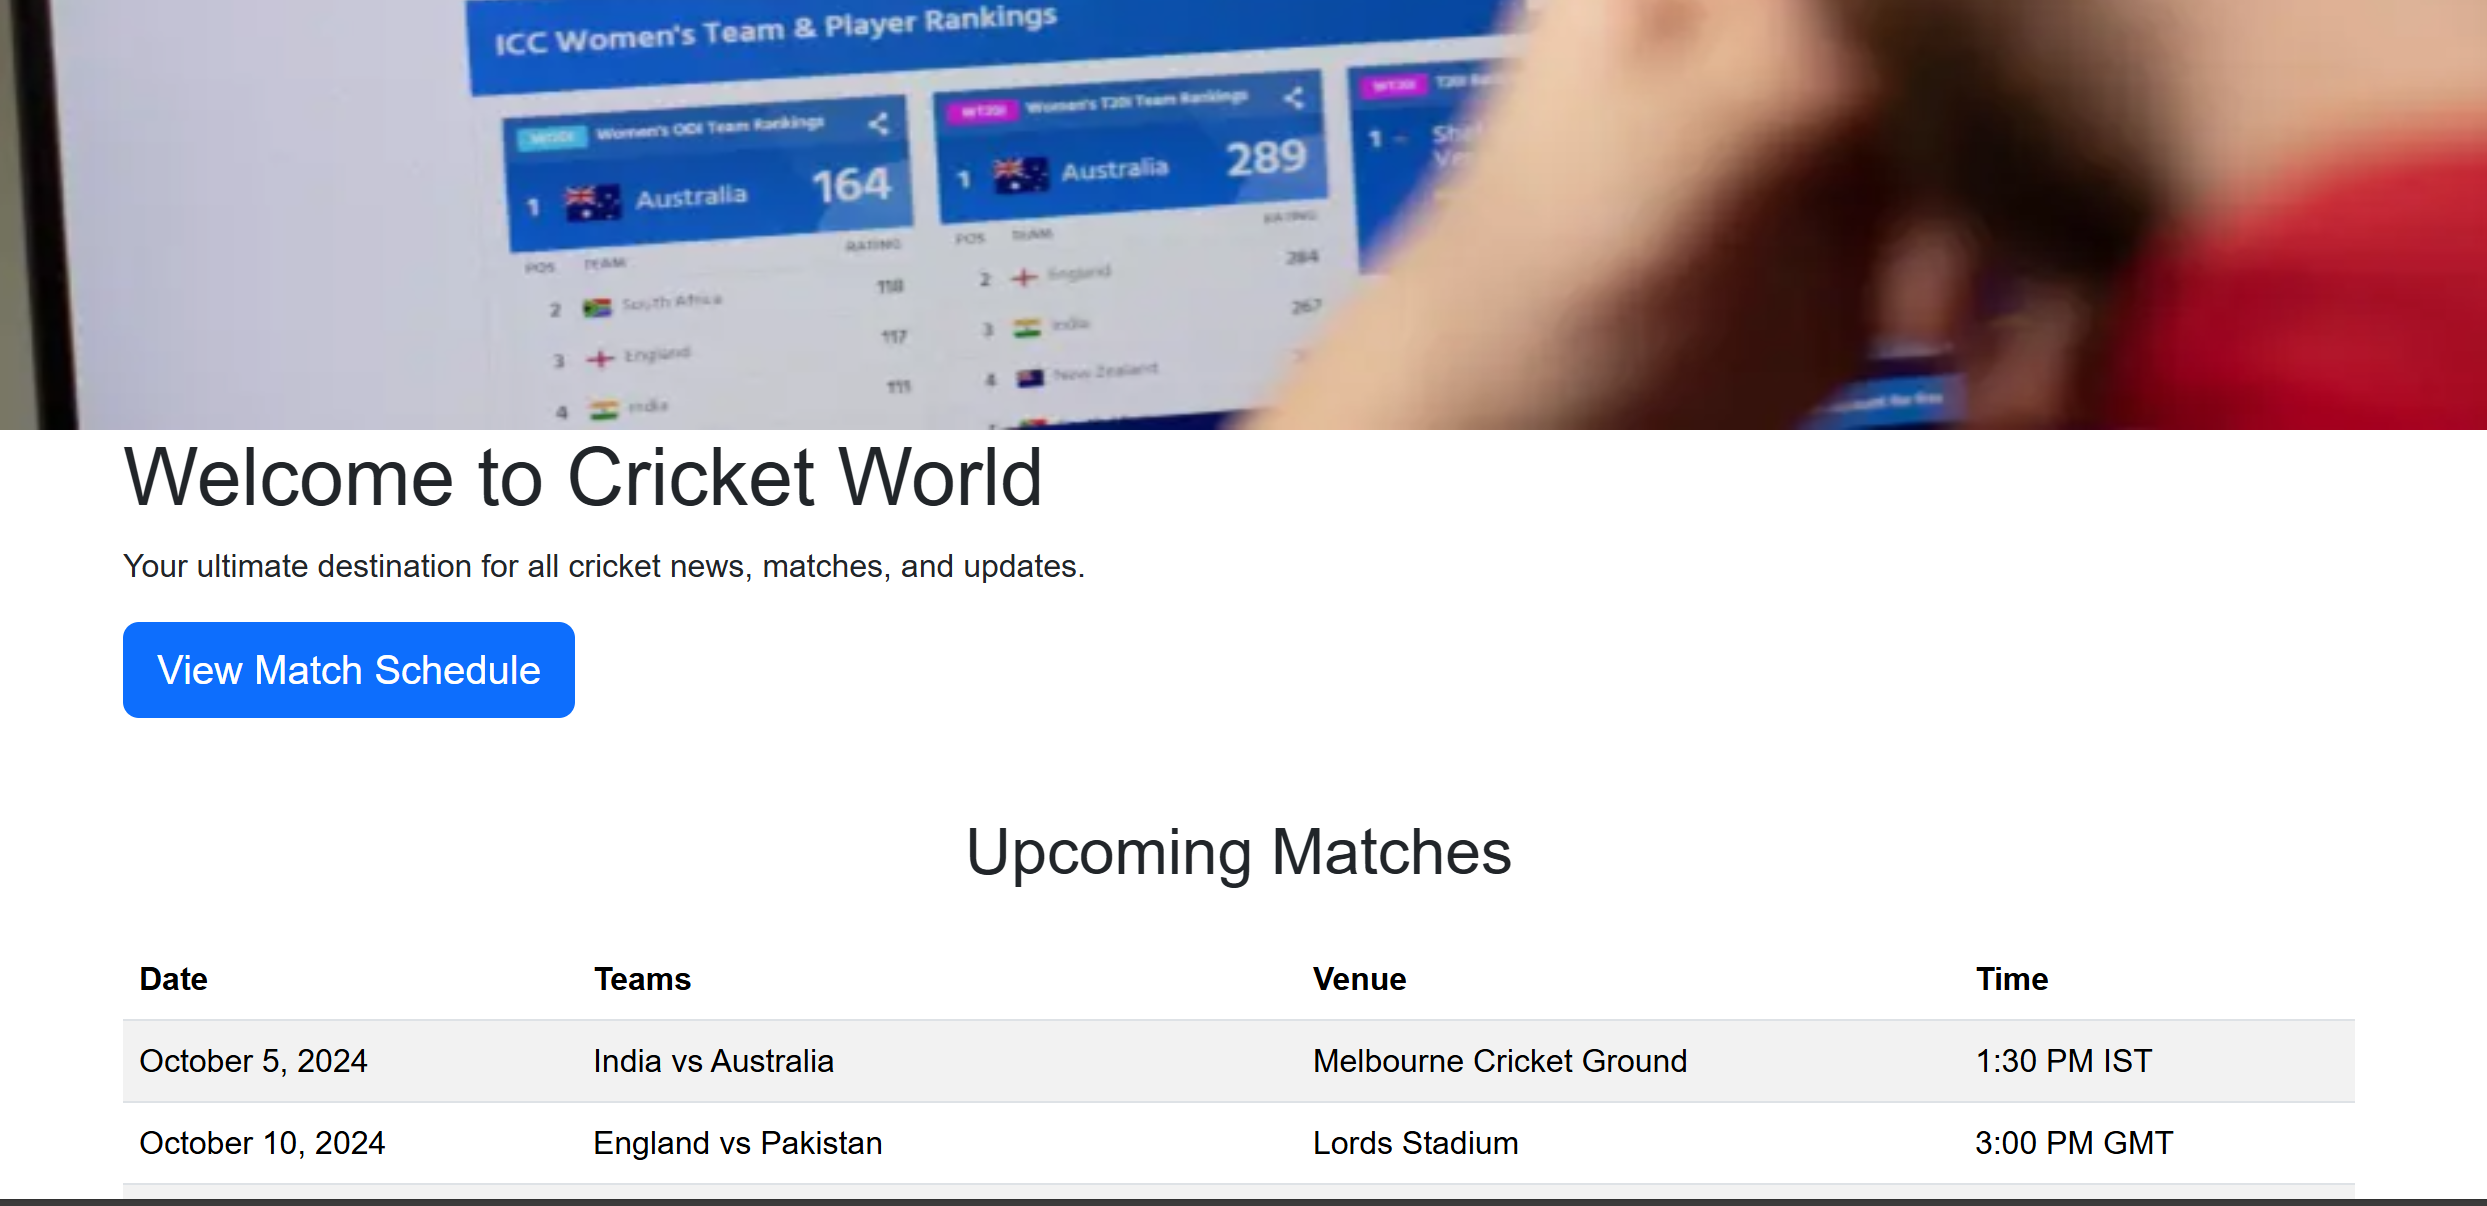 ICC Women's Team & Player Rankings
Women's ODI Team Rankings
1 Australia 164
POS TEAM RATING
2 South Africa 118
3 England 117
4 India 111
WT20I Women's T20I Team Rankings
1 Australia 289
POS TEAM RATING
2 England 284
3 India 267
4 New Zealand
WT20I T20I
1
Welcome to Cricket World
Your ultimate destination for all cricket news, matches, and updates.
View Match Schedule
Upcoming Matches
Date Teams Venue Time
October 5, 2024 India vs Australia Melbourne Cricket Ground 1:30 PM IST
October 10, 2024 England vs Pakistan Lords Stadium 3:00 PM GMT